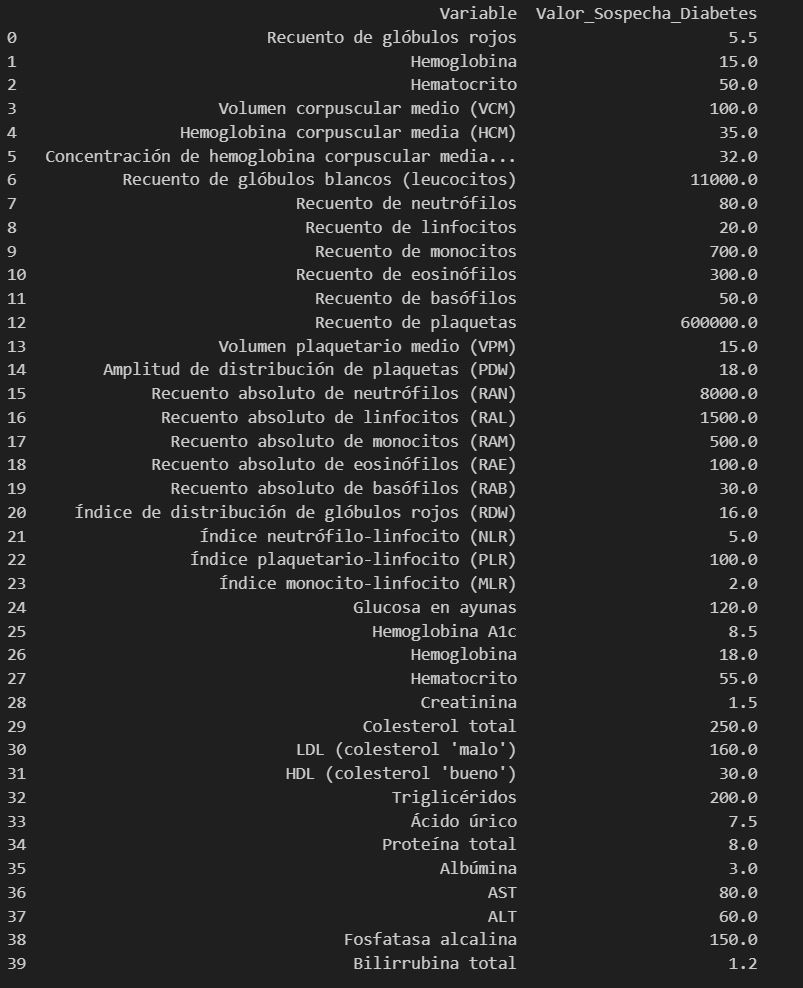 Variable Valor_Sospecha_Diabetes
0 Recuento de glóbulos rojos 5.5
1 Hemoglobina 15.0
2 Hematocrito 50.0
3 Volumen corpuscular medio (VCM) 100.0
4 Hemoglobina corpuscular media (HCM) 35.0
5 Concentración de hemoglobina corpuscular media... 32.0
6 Recuento de glóbulos blancos (leucocitos) 11000.0
7 Recuento de neutrófilos 80.0
8 Recuento de linfocitos 20.0
9 Recuento de monocitos 700.0
10 Recuento de eosinófilos 300.0
11 Recuento de basófilos 50.0
12 Recuento de plaquetas 600000.0
13 Volumen plaquetario medio (VPM) 15.0
14 Amplitud de distribución de plaquetas (PDW) 18.0
15 Recuento absoluto de neutrófilos (RAN) 8000.0
16 Recuento absoluto de linfocitos (RAL) 1500.0
17 Recuento absoluto de monocitos (RAM) 500.0
18 Recuento absoluto de eosinófilos (RAE) 100.0
19 Recuento absoluto de basófilos (RAB) 30.0
20 Índice de distribución de glóbulos rojos (RDW) 16.0
21 Índice neutrófilo-linfocito (NLR) 5.0
22 Índice plaquetario-linfocito (PLR) 100.0
23 Índice monocito-linfocito (MLR) 2.0
24 Glucosa en ayunas 120.0
25 Hemoglobina A1c 8.5
26 Hemoglobina 18.0
27 Hematocrito 55.0
28 Creatinina 1.5
29 Colesterol total 250.0
30 LDL (colesterol 'malo') 160.0
31 HDL (colesterol 'bueno') 30.0
32 Triglicéridos 200.0
33 Ácido úrico 7.5
34 Proteína total 8.0
35 Albúmina 3.0
36 AST 80.0
37 ALT 60.0
38 Fosfatasa alcalina 150.0
39 Bilirrubina total 1.2